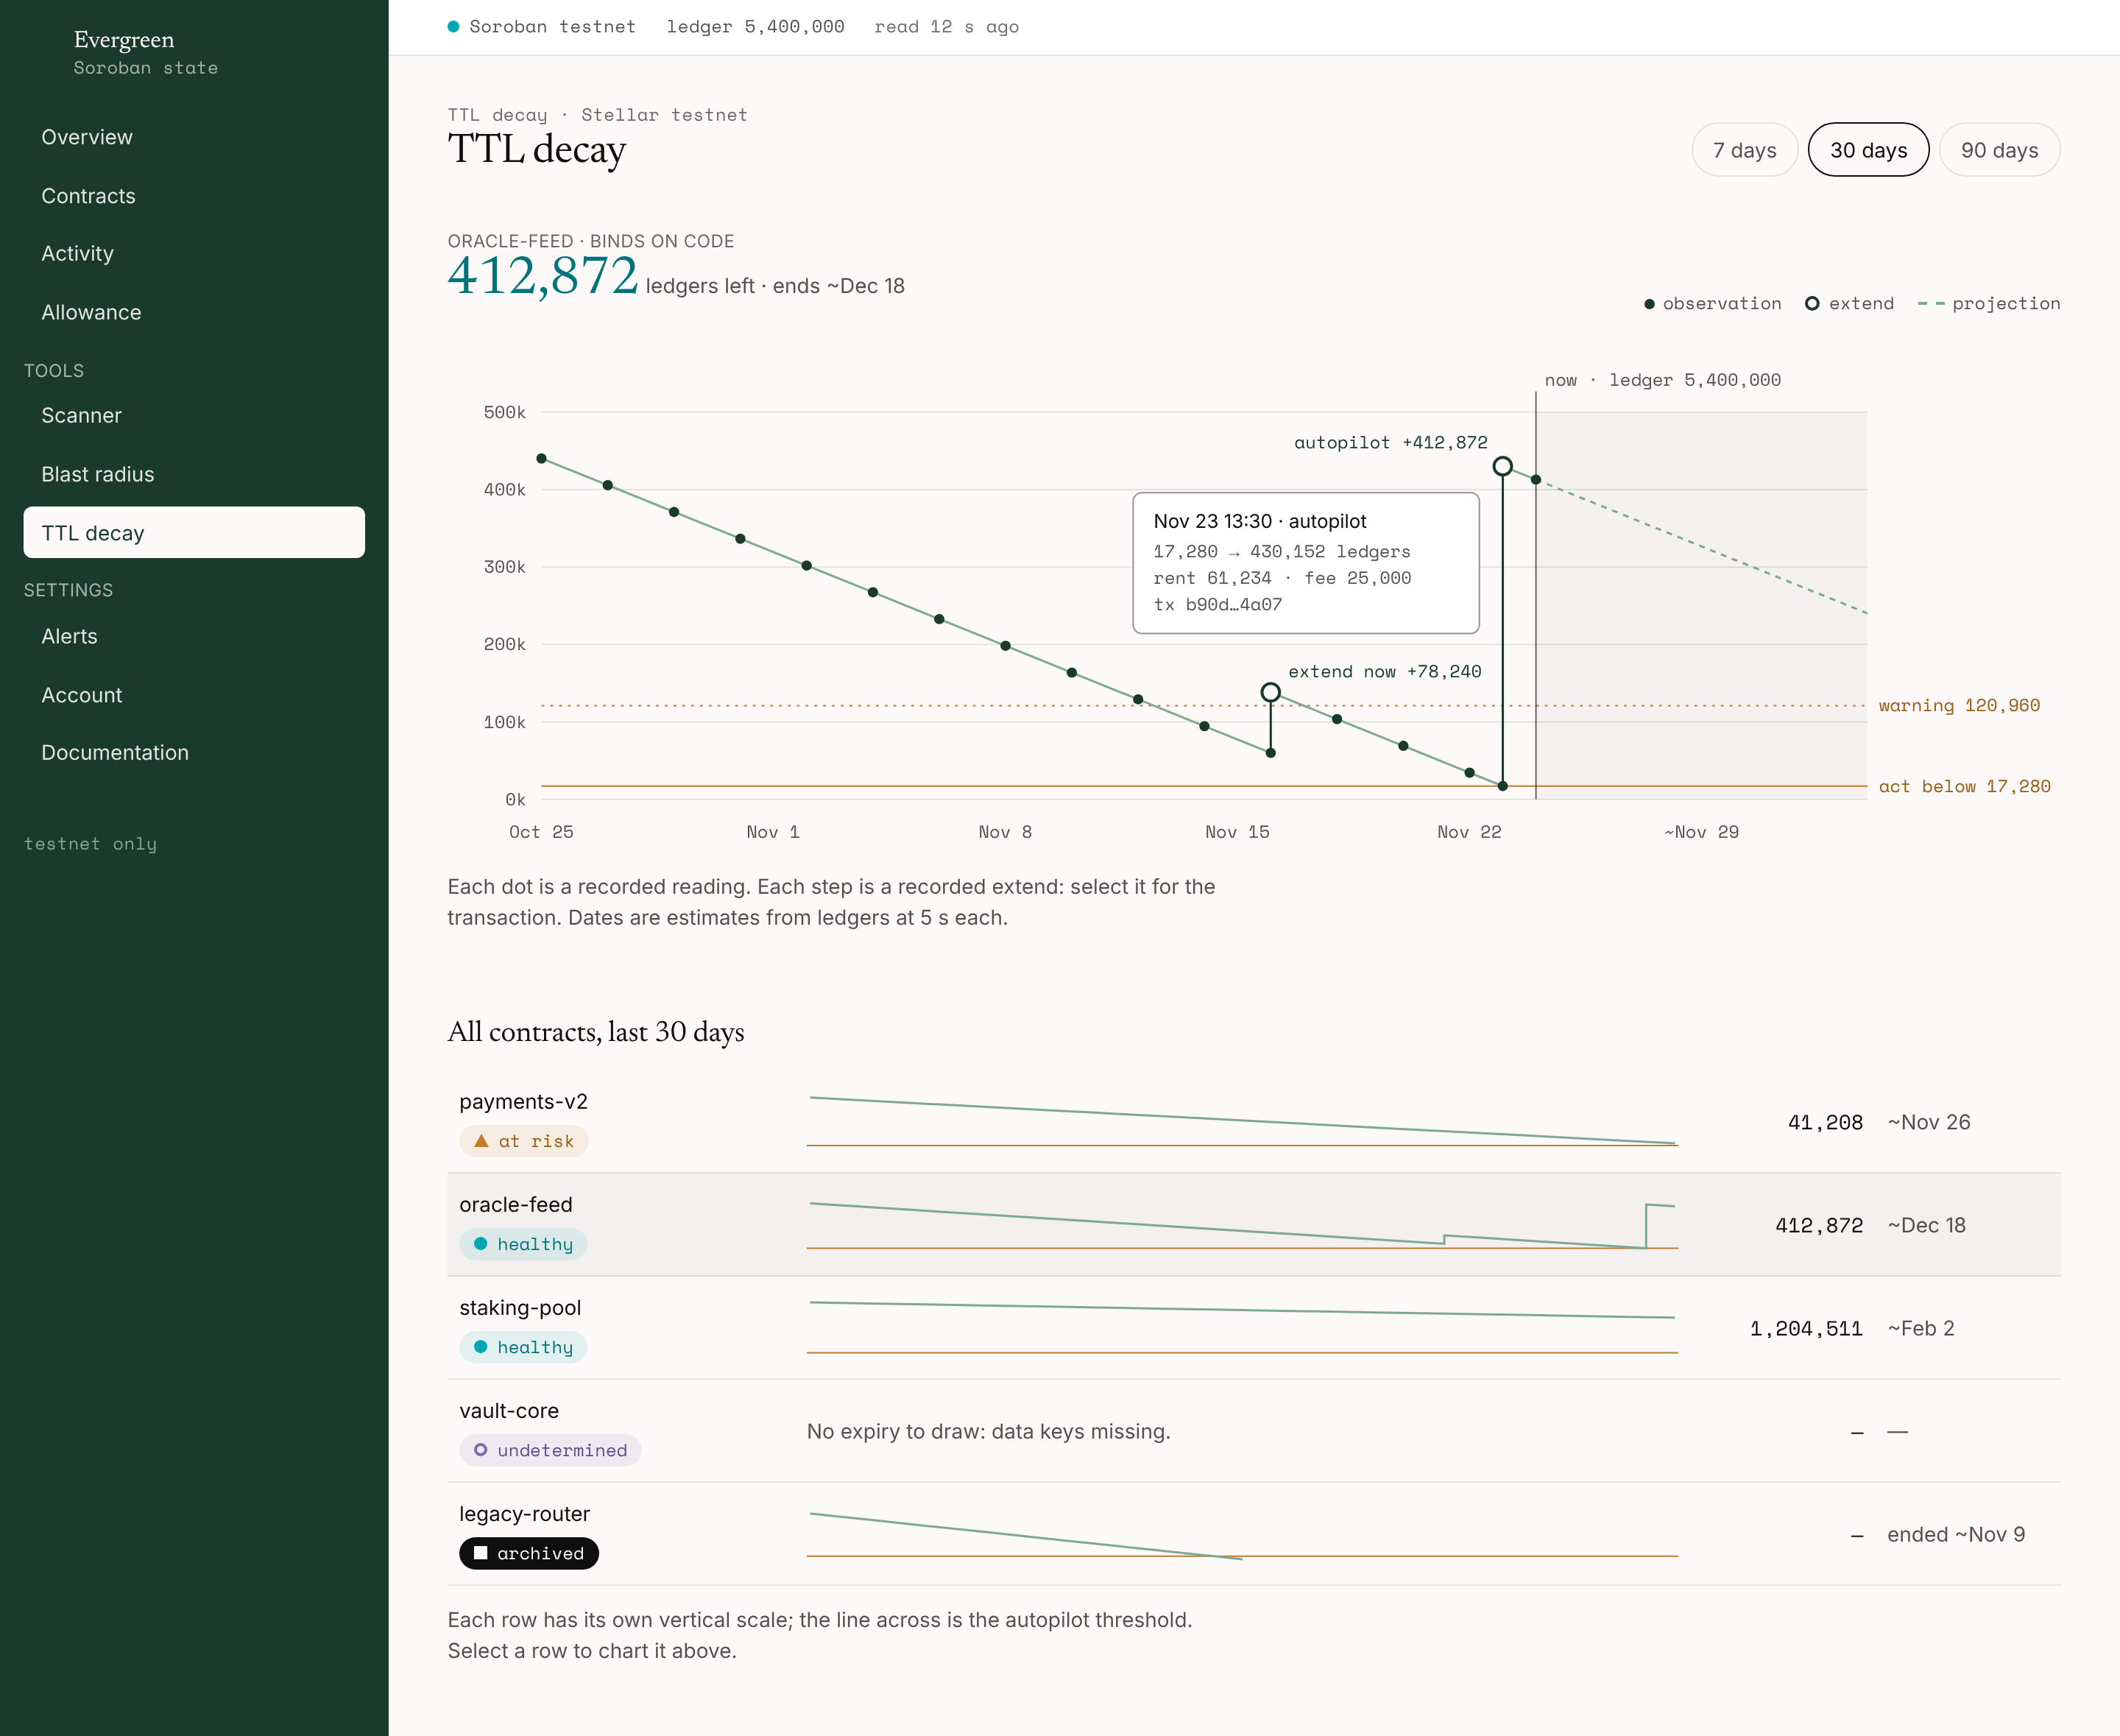 Evergreen
Soroban state
Overview
Contracts
Activity
Allowance
TOOLS
Scanner
Blast radius
TTL decay
SETTINGS
Alerts
Account
Documentation
testnet only
Soroban testnet ledger 5,400,000 read 12 s ago
TTL decay · Stellar testnet
TTL decay
7 days 30 days 90 days
ORACLE-FEED · BINDS ON CODE
412,872 ledgers left · ends ~Dec 18
observation extend projection
now · ledger 5,400,000
500k
autopilot +412,872
400k
Nov 23 13:30 · autopilot
17,280 → 430,152 ledgers
rent 61,234 · fee 25,000
tx b90d…4a07
300k
200k
extend now +78,240
warning 120,960
100k
act below 17,280
0k
Oct 25 Nov 1 Nov 8 Nov 15 Nov 22 ~Nov 29
Each dot is a recorded reading. Each step is a recorded extend: select it for the
transaction. Dates are estimates from ledgers at 5 s each.
All contracts, last 30 days
payments-v2
at risk
41,208 ~Nov 26
oracle-feed
healthy
412,872 ~Dec 18
staking-pool
healthy
1,204,511 ~Feb 2
vault-core
undetermined
No expiry to draw: data keys missing.
– —
legacy-router
archived
– ended ~Nov 9
Each row has its own vertical scale; the line across is the autopilot threshold.
Select a row to chart it above.